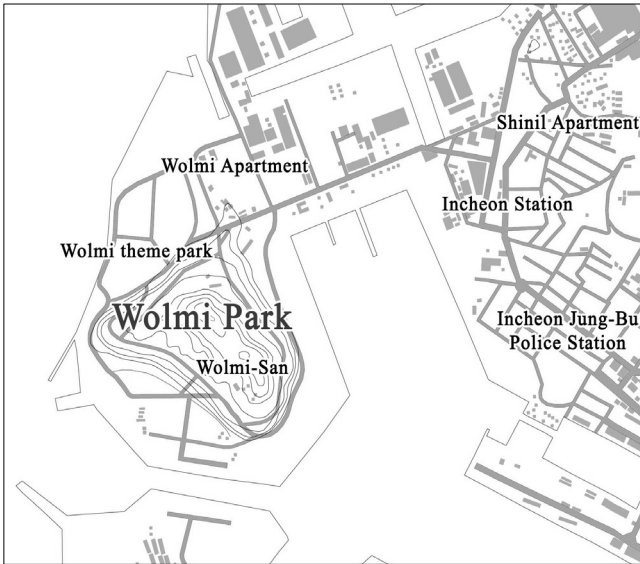 Shinil Apartment
Wolmi Apartment
Incheon Station
Wolmi theme park
Wolmi Park
Incheon Jung-Bu
Police Station
Wolmi-San